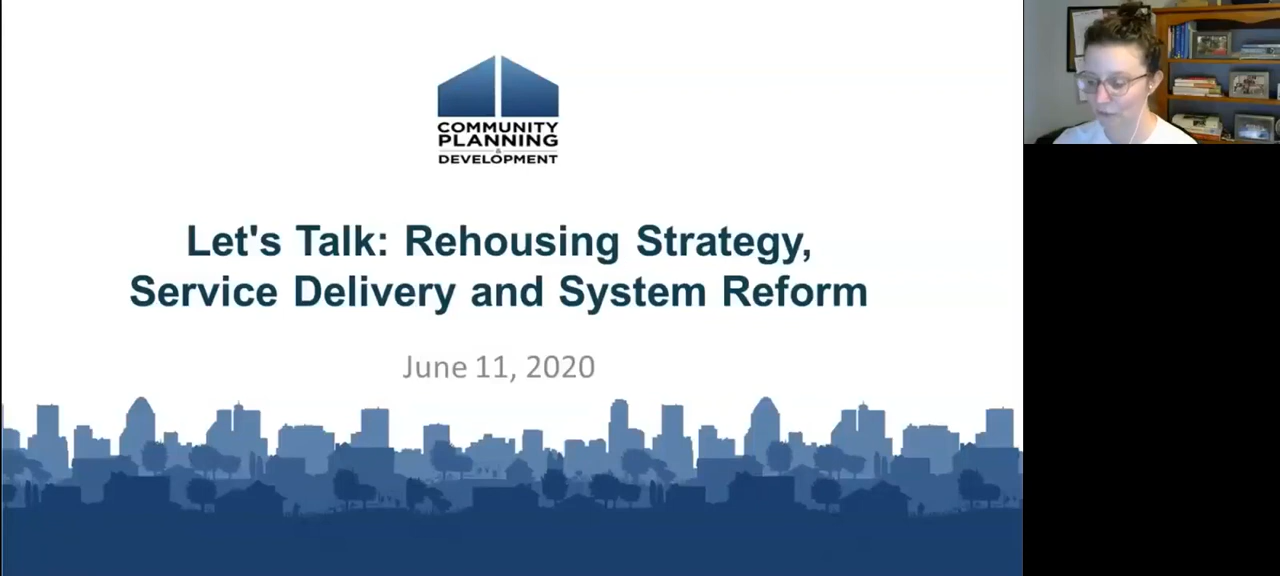 COMMUNITY
PLANNING
&
DEVELOPMENT
Let's Talk: Rehousing Strategy,
Service Delivery and System Reform
June 11, 2020